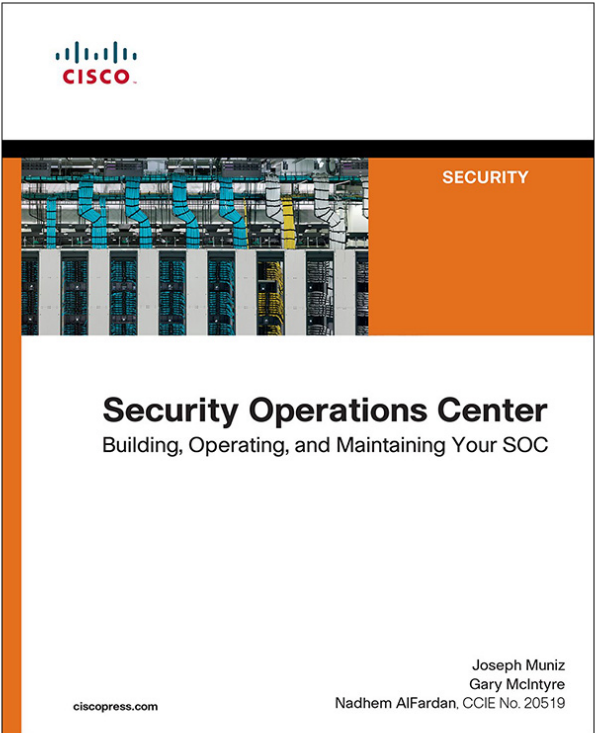 CISCO
SECURITY
Security Operations Center
Building, Operating, and Maintaining Your SOC
Joseph Muniz
Gary McIntyre
ciscopress.com
Nadhem AlFardan, CCIE No. 20519